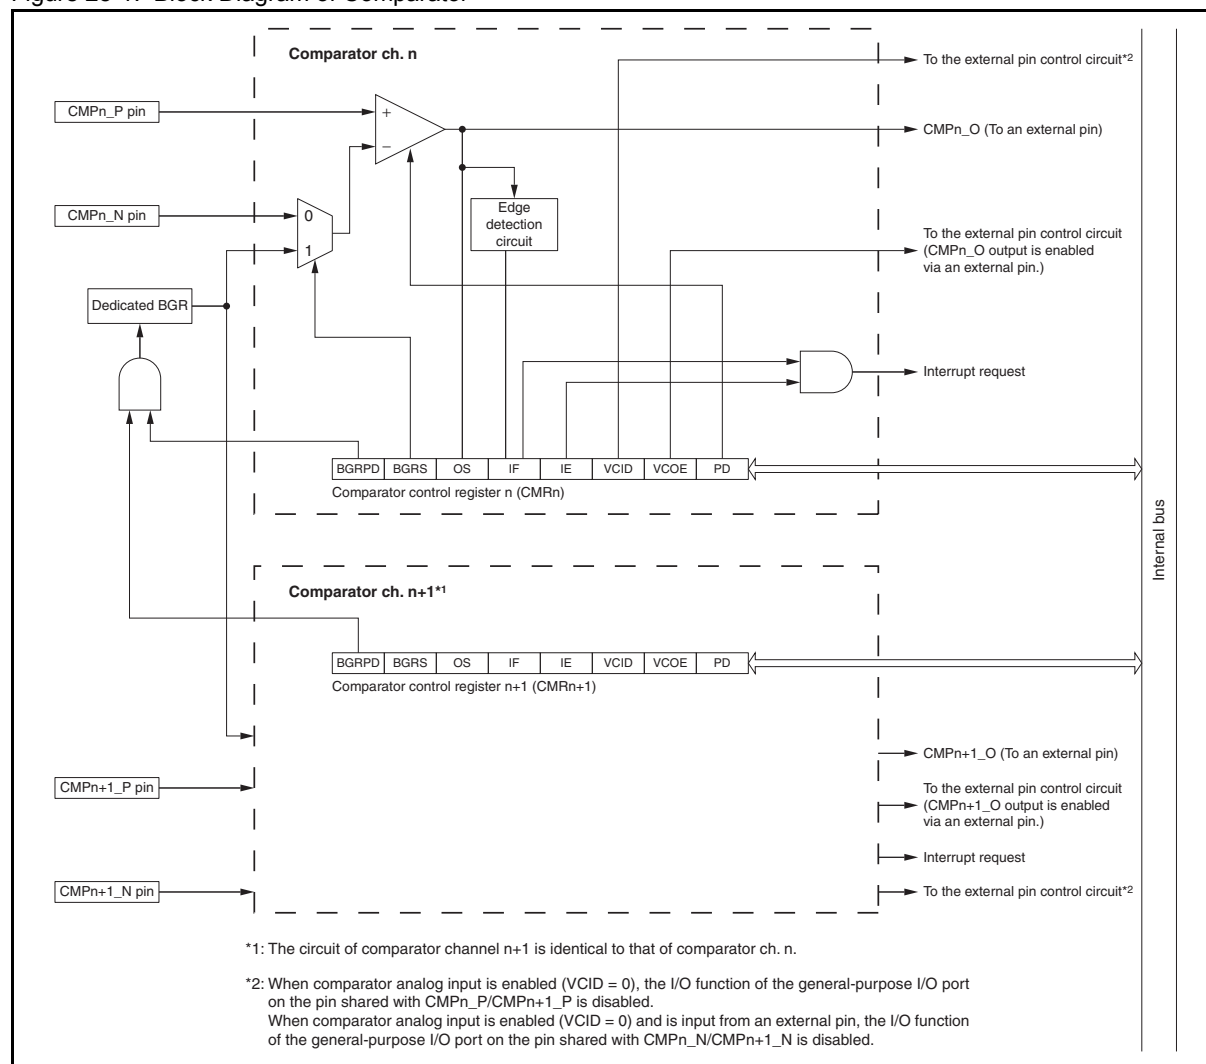 Comparator ch. n
To the external pin control circuit*2
CMPn_P pin
+
CMPn_O (To an external pin)
−
CMPn_N pin
0
1
Edge
detection
circuit
To the external pin control circuit
(CMPn_O output is enabled
via an external pin.)
Dedicated BGR
Interrupt request
BGRPD BGRS OS IF IE VCID VCOE PD
Comparator control register n (CMRn)
Internal bus
Comparator ch. n+1*1
BGRPD BGRS OS IF IE VCID VCOE PD
Comparator control register n+1 (CMRn+1)
CMPn+1_O (To an external pin)
CMPn+1_P pin
To the external pin control circuit
(CMPn+1_O output is enabled
via an external pin.)
Interrupt request
CMPn+1_N pin
To the external pin control circuit*2
*1: The circuit of comparator channel n+1 is identical to that of comparator ch. n.
*2: When comparator analog input is enabled (VCID = 0), the I/O function of the general-purpose I/O port
on the pin shared with CMPn_P/CMPn+1_P is disabled.
When comparator analog input is enabled (VCID = 0) and is input from an external pin, the I/O function
of the general-purpose I/O port on the pin shared with CMPn_N/CMPn+1_N is disabled.